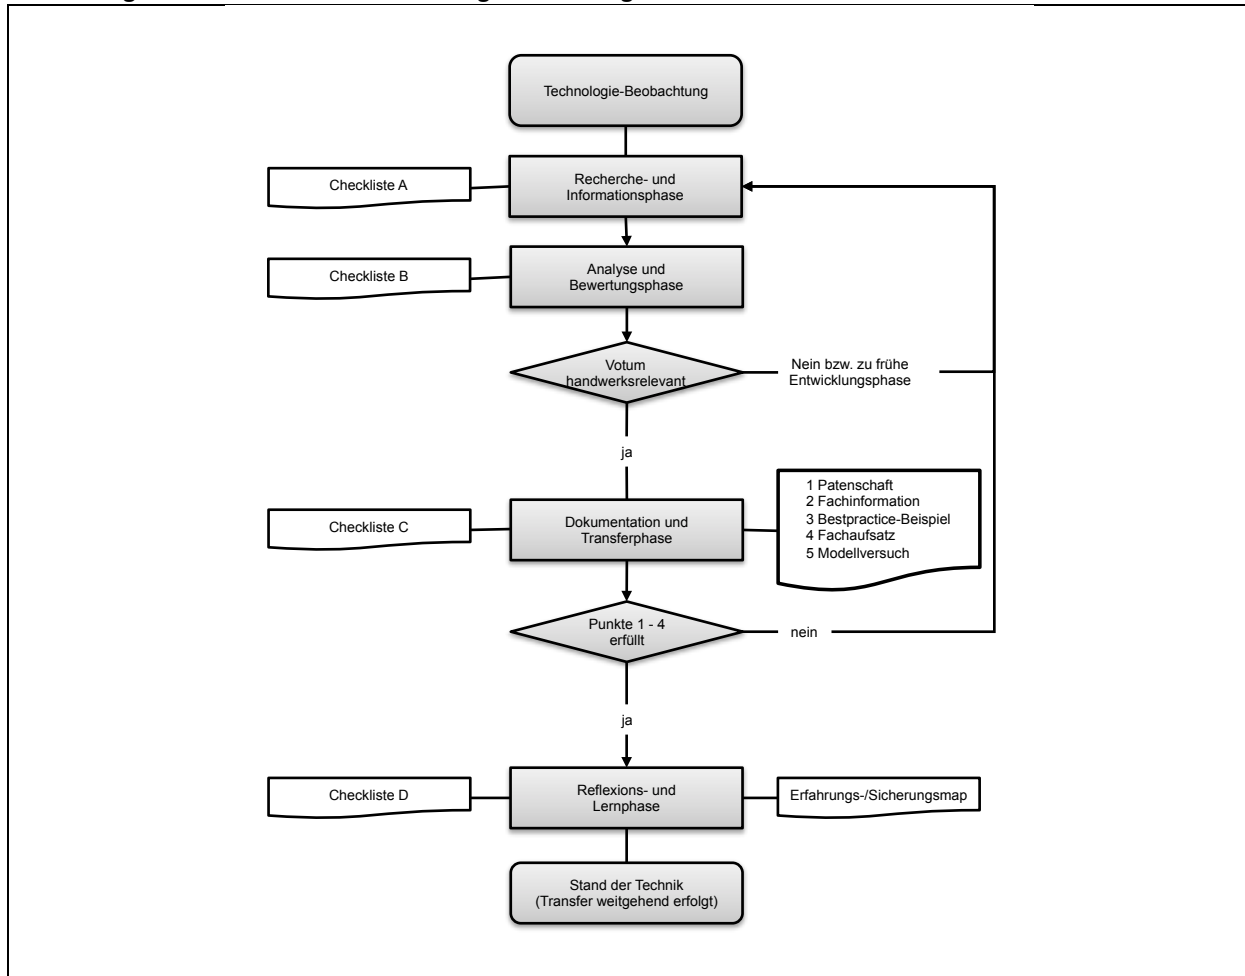 Technologie-Beobachtung
Checkliste A
Recherche- und
Informationsphase
Checkliste B
Analyse und
Bewertungsphase
Votum
handwerksrelevant
Nein bzw. zu frühe
Entwicklungsphase
ja
1 Patenschaft
2 Fachinformation
3 Bestpractice-Beispiel
4 Fachaufsatz
5 Modellversuch
Checkliste C
Dokumentation und
Transferphase
Punkte 1 - 4
erfüllt
nein
ja
Checkliste D
Reflexions- und
Lernphase
Erfahrungs-/Sicherungsmap
Stand der Technik
(Transfer weitgehend erfolgt)